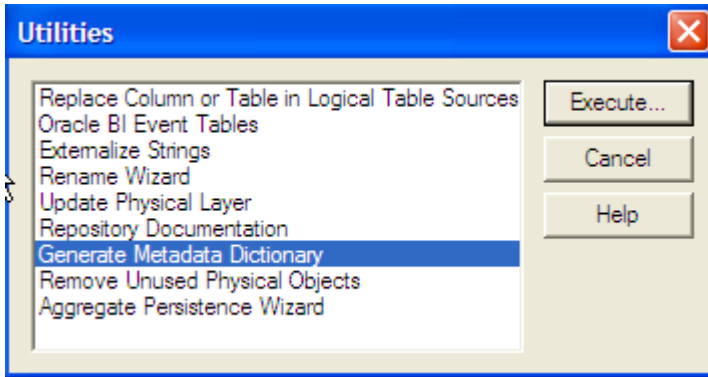 Utilities
Replace Column or Table in Logical Table Sources
Oracle BI Event Tables
Externalize Strings
Rename Wizard
Update Physical Layer
Repository Documentation
Generate Metadata Dictionary
Remove Unused Physical Objects
Aggregate Persistence Wizard
Execute...
Cancel
Help